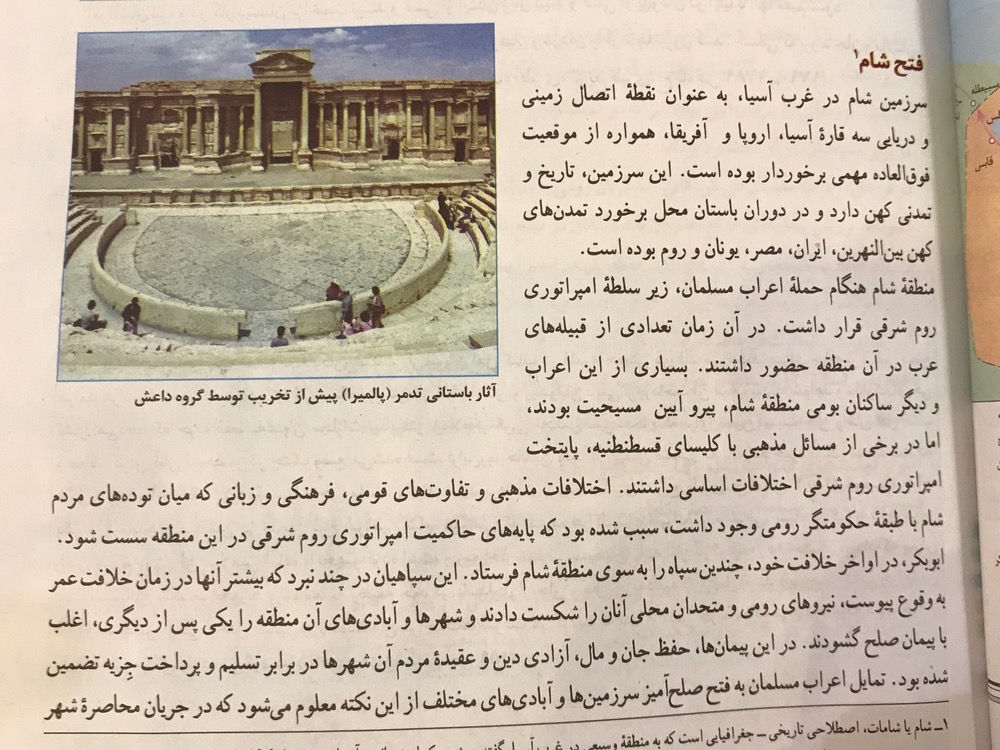 فتح شام۱
سرزمین شام در غرب آسیا، به عنوان نقطهٔ اتصال زمینی
و دریایی سه قارهٔ آسیا، اروپا و آفریقا، همواره از موقعیت
فوق‌العاده مهمی برخوردار بوده است. این سرزمین، تاریخ و
تمدنی کهن دارد و در دوران باستان محل برخورد تمدن‌های
کهن بین‌النهرین، ایران، مصر، یونان و روم بوده است.
منطقهٔ شام هنگام حملهٔ اعراب مسلمان، زیر سلطهٔ امپراتوری
روم شرقی قرار داشت. در آن زمان تعدادی از قبیله‌های
عرب در آن منطقه حضور داشتند. بسیاری از این اعراب
و دیگر ساکنان بومی منطقهٔ شام، پیرو آیین مسیحیت بودند،
اما در برخی از مسائل مذهبی با کلیسای قسطنطنیه، پایتخت
امپراتوری روم شرقی اختلافات اساسی داشتند. اختلافات مذهبی و تفاوت‌های قومی، فرهنگی و زبانی که میان توده‌های مردم
شام با طبقهٔ حکومتگر رومی وجود داشت، سبب شده بود که پایه‌های حاکمیت امپراتوری روم شرقی در این منطقه سست شود.
ابوبکر، در اواخر خلافت خود، چندین سپاه را به سوی منطقهٔ شام فرستاد. این سپاهیان در چند نبرد که بیشتر آنها در زمان خلافت عمر
به وقوع پیوست، نیروهای رومی و متحدان محلی آنان را شکست دادند و شهرها و آبادی‌های آن منطقه را یکی پس از دیگری، اغلب
با پیمان صلح گشودند. در این پیمان‌ها، حفظ جان و مال، آزادی دین و عقیدهٔ مردم آن شهرها در برابر تسلیم و پرداخت جِزیه تضمین
شده بود. تمایل اعراب مسلمان به فتح صلح‌آمیز سرزمین‌ها و آبادی‌های مختلف از این نکته معلوم می‌شود که در جریان محاصرهٔ شهر
آثار باستانی تدمر (پالمیرا) پیش از تخریب توسط گروه داعش
۱ـ شام یا شامات، اصطلاحی تاریخی ـ جغرافیایی است که به منطقهٔ وسیعی در غرب
قابس